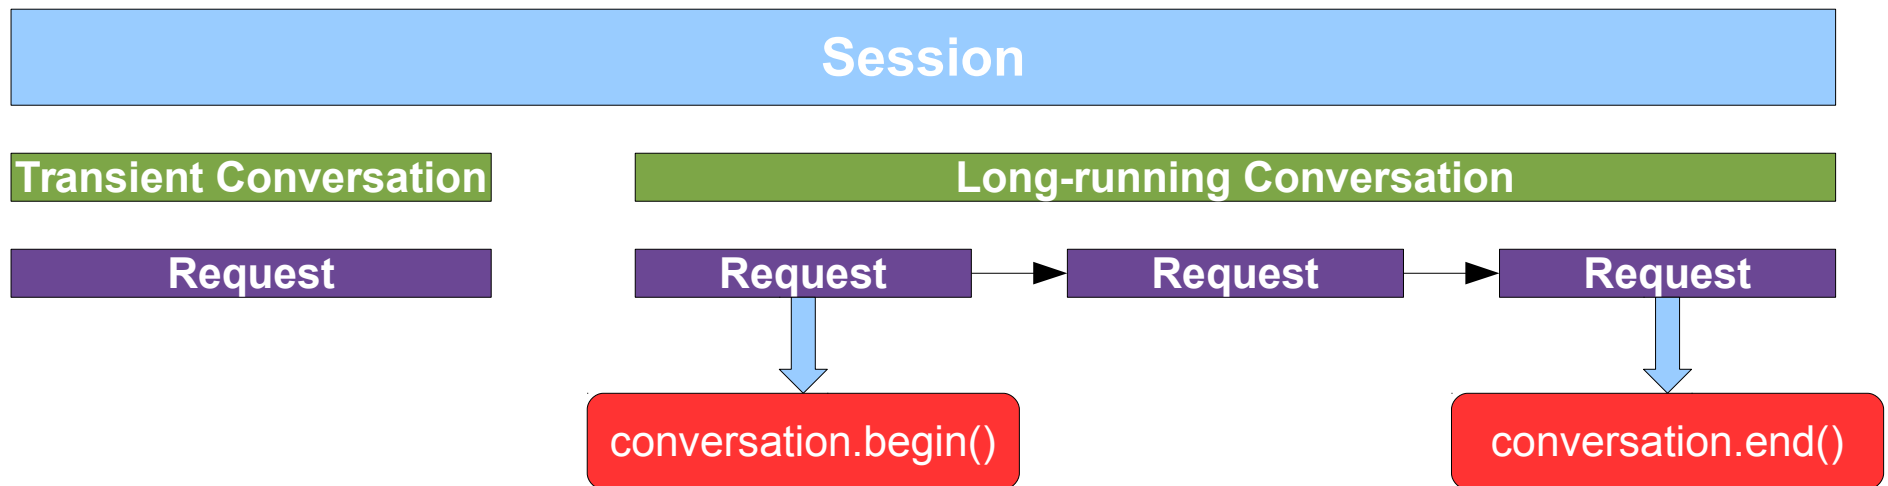 Session
Transient Conversation
Long-running Conversation
Request
Request
Request
Request
conversation.begin()
conversation.end()